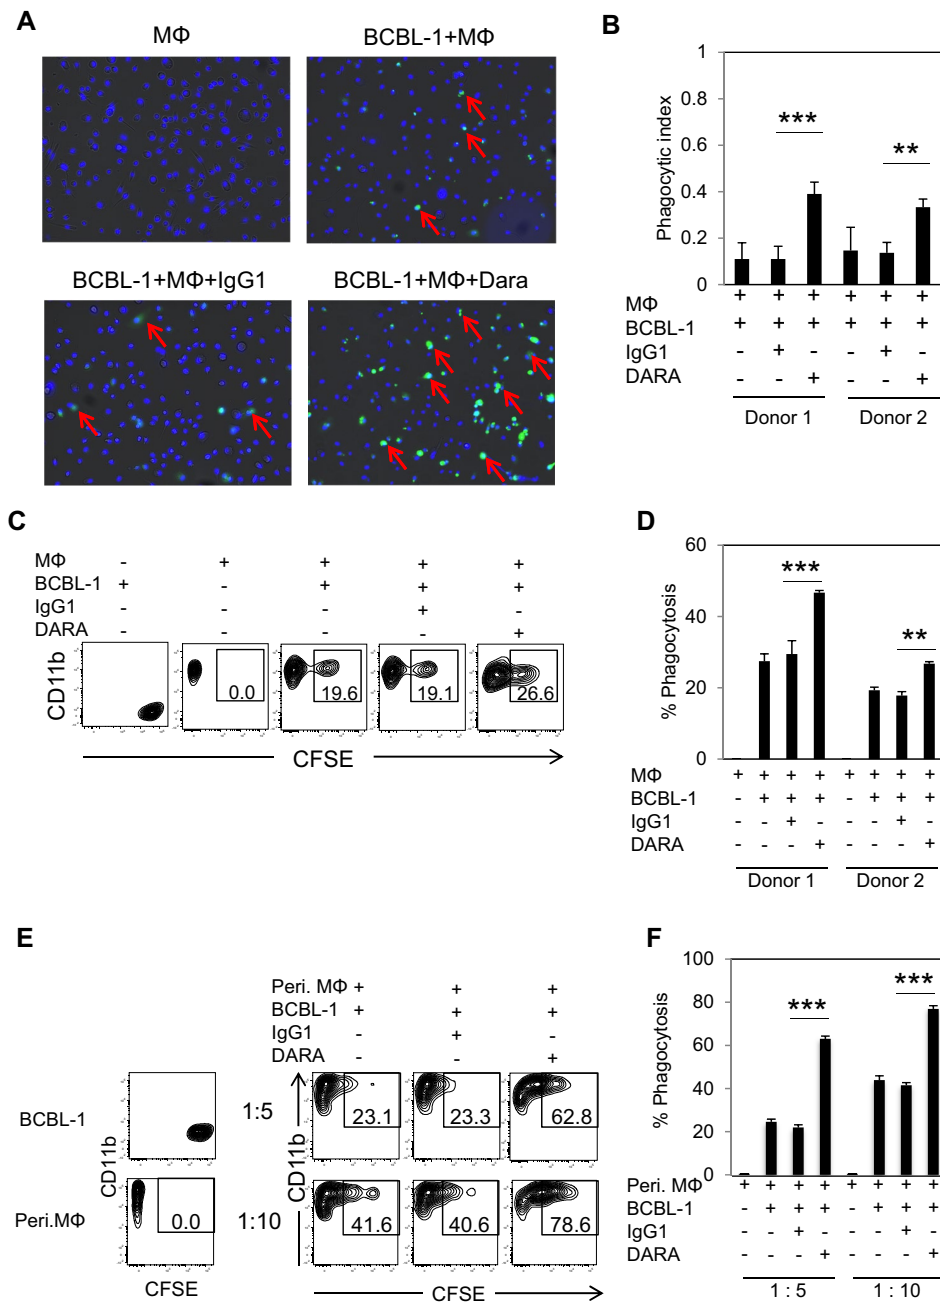 A
MΦ
BCBL-1+MΦ
BCBL-1+MΦ+IgG1
BCBL-1+MΦ+Dara
B
Phagocytic index
1
0.8
0.6
0.4
0.2
0
***
**
MΦ + + + + + +
BCBL-1 + + + + + +
IgG1 - + - - + -
DARA - - + - - +
Donor 1 Donor 2
C
MΦ - + + + +
BCBL-1 + - + + +
IgG1 - - - + -
DARA - - - - +
CD11b
0.0 19.6 19.1 26.6
CFSE
D
% Phagocytosis
60
40
20
0
***
**
MΦ + + + + + + + +
BCBL-1 - + + + - + + +
IgG1 - - + - - - + -
DARA - - - + - - - +
Donor 1 Donor 2
E
Peri. MΦ + + +
BCBL-1 + + +
IgG1 - + -
DARA - - +
BCBL-1
Peri.MΦ
CD11b
0.0
CFSE
1:5
1:10
CD11b
23.1 23.3 62.8
41.6 40.6 78.6
CFSE
F
% Phagocytosis
100
80
60
40
20
0
***
***
Peri. MΦ + + + + + + + +
BCBL-1 - + + + - + + +
IgG1 - - + - - - + -
DARA - - - + - - - +
1 : 5 1 : 10